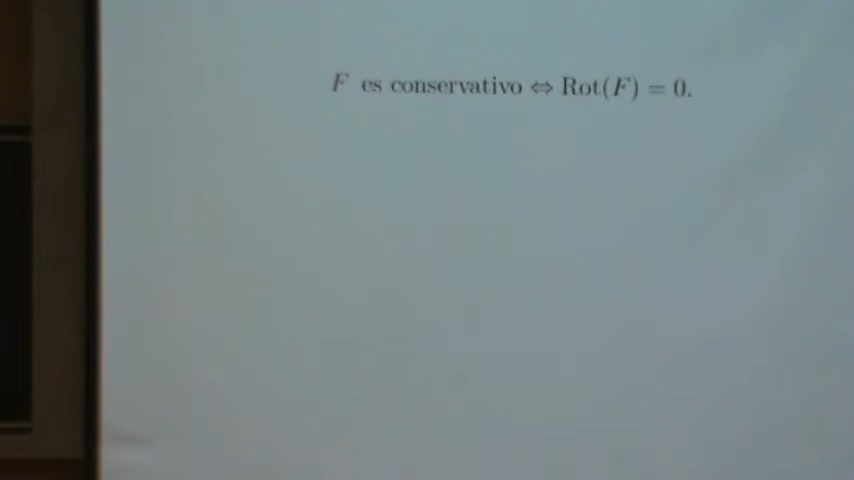 F es conservativo ⇔ Rot(F) = 0.